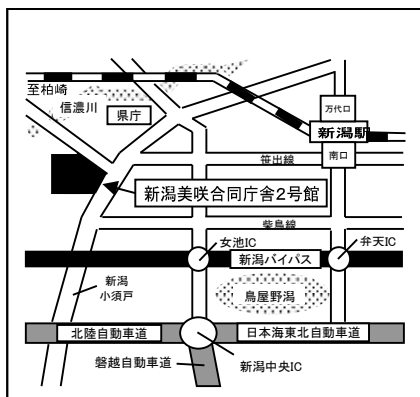 至柏崎
信濃川
県庁
万代口
新潟駅
南口
笹出線
新潟美咲合同庁舎2号館
柴鳥線
女池IC
弁天IC
新潟バイパス
新潟
小須戸
鳥屋野潟
北陸自動車道
日本海東北自動車道
磐越自動車道
新潟中央IC